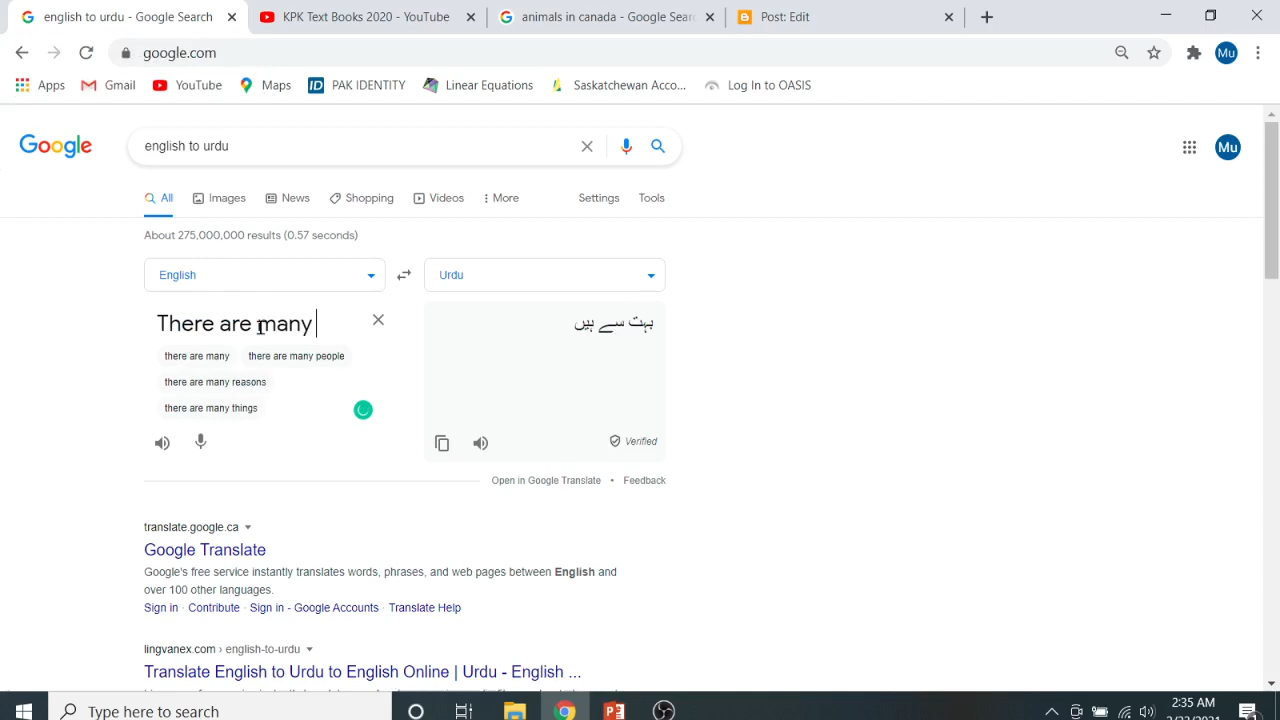 english to urdu - Google Search
KPK Text Books 2020 - YouTube
animals in canada - Google Sear
Post: Edit
google.com
Mu
Apps
Gmail
YouTube
Maps
ID PAK IDENTITY
Linear Equations
Saskatchewan Acco...
Log In to OASIS
Google
english to urdu
Mu
All
Images
News
Shopping
Videos
More
Settings
Tools
About 275,000,000 results (0.57 seconds)
English
Urdu
There are many
بہت سے ہیں
there are many
there are many people
there are many reasons
there are many things
Verified
Open in Google Translate • Feedback
translate.google.ca
Google Translate
Google's free service instantly translates words, phrases, and web pages between English and
over 100 other languages.
Sign in · Contribute · Sign in - Google Accounts · Translate Help
lingvanex.com › english-to-urdu
Translate English to Urdu to English Online | Urdu - English ...
Type here to search
2:35 AM